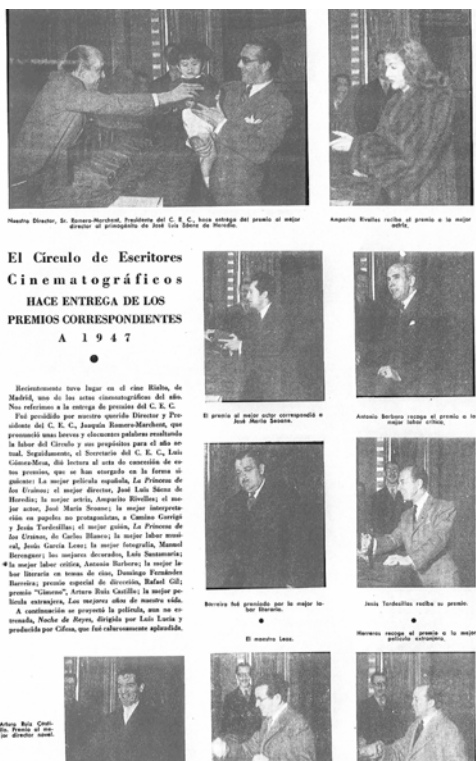 Nuestro Director, Sr. Romero-Marchent, Presidente del C. E. C., hace entrega del premio al mejor
director al primogénito de José Luis Sáenz de Heredia.
Amparito Rivelles recibe el premio a la mejor
actriz.
El Círculo de Escritores
Cinematográficos
HACE ENTREGA DE LOS
PREMIOS CORRESPONDIENTES
A 1947
Recientemente tuvo lugar en el cine Rialto, de
Madrid, uno de los actos cinematográficos del año.
Nos referimos a la entrega de premios del C. E. C.
Fué presidido por nuestro querido Director y Pre-
sidente del C. E. C., Joaquín Romero-Marchent, que
pronunció unas breves y elocuentes palabras resaltando
la labor del Círculo y sus propósitos para el año ac-
tual. Seguidamente, el Secretario del C. E. C., Luis
Gómez-Mesa, dió lectura al acta de concesión de es-
tos premios, que se han otorgado en la forma si-
guiente: La mejor película española, La Princesa de
los Ursinos; el mejor director, José Luis Sáenz de
Heredia; la mejor actriz, Amparito Rivelles; el me-
jor actor, José María Seoane; la mejor interpreta-
ción en papeles no protagonistas, a Camino Garrigó
y Jesús Tordesillas; el mejor guión, La Princesa de
los Ursinos, de Carlos Blanco; la mejor labor musi-
cal, Jesús García Leoz; la mejor fotografía, Manuel
Berenguer; los mejores decorados, Luis Santamaría;
la mejor labor crítica, Antonio Barbero; la mejor la-
bor literaria en temas de cine, Domingo Fernández
Barreira; premio especial de dirección, Rafael Gil;
premio "Gimeno", Arturo Ruiz Castillo; la mejor pe-
lícula extranjera, Los mejores años de nuestra vida.
A continuación se proyectó la película, aun no es-
trenada, Noche de Reyes, dirigida por Luis Lucia y
producida por Cifesa, que fué calurosamente aplaudida.
El premio al mejor actor correspondió a
José María Seoane.
Antonio Barbero recoge el premio a la
mejor labor crítica.
Barreira fué premiado por la mejor la-
bor literaria.
Jesús Tordesillas recibe su premio.
El maestro Leoz.
Herreros recoge el premio a la mejor
película extranjera.
Arturo Ruiz Casti-
llo. Premio al me-
jor director novel.